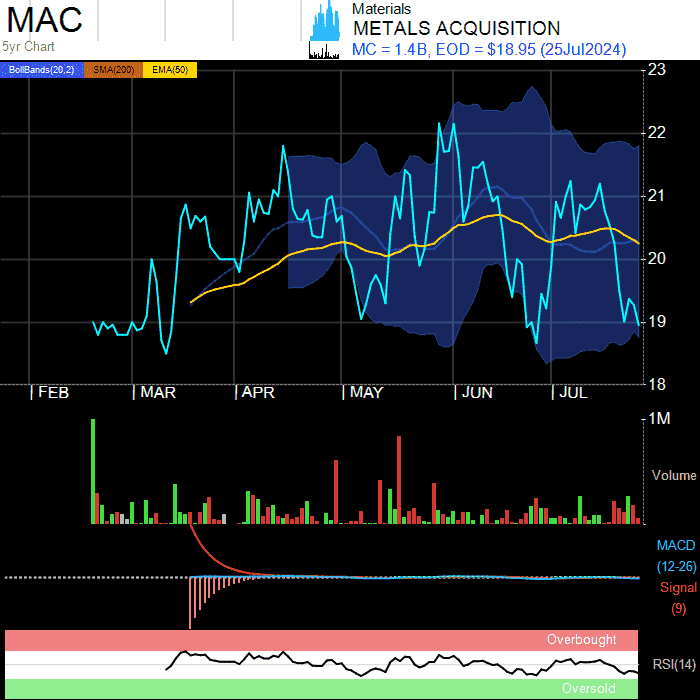 MAC
5yr Chart
Materials
METALS ACQUISITION
MC = 1.4B, EOD = $18.95 (25Jul2024)
BollBands(20,2) SMA(200) EMA(50)
23
22
21
20
19
18
FEB MAR APR MAY JUN JUL
1M
Volume
MACD
(12-26)
Signal
(9)
Overbought
RSI(14)
Oversold